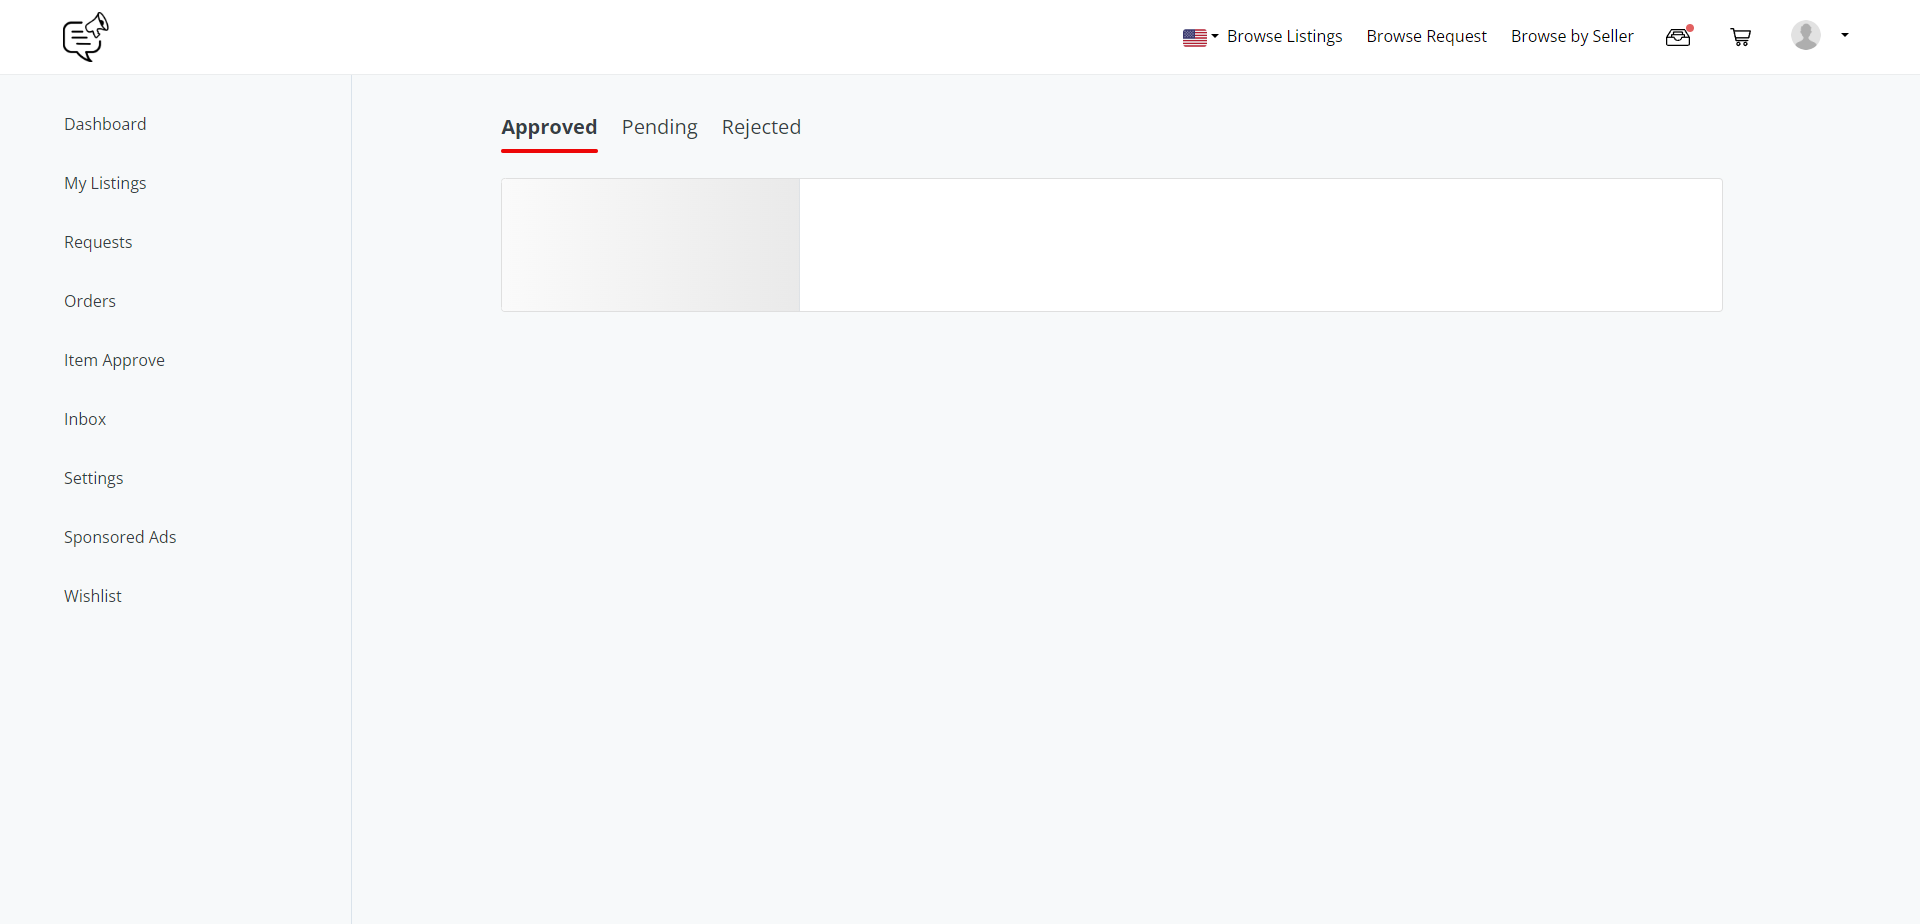 Browse Listings Browse Request Browse by Seller
Dashboard
My Listings
Requests
Orders
Item Approve
Inbox
Settings
Sponsored Ads
Wishlist
Approved Pending Rejected